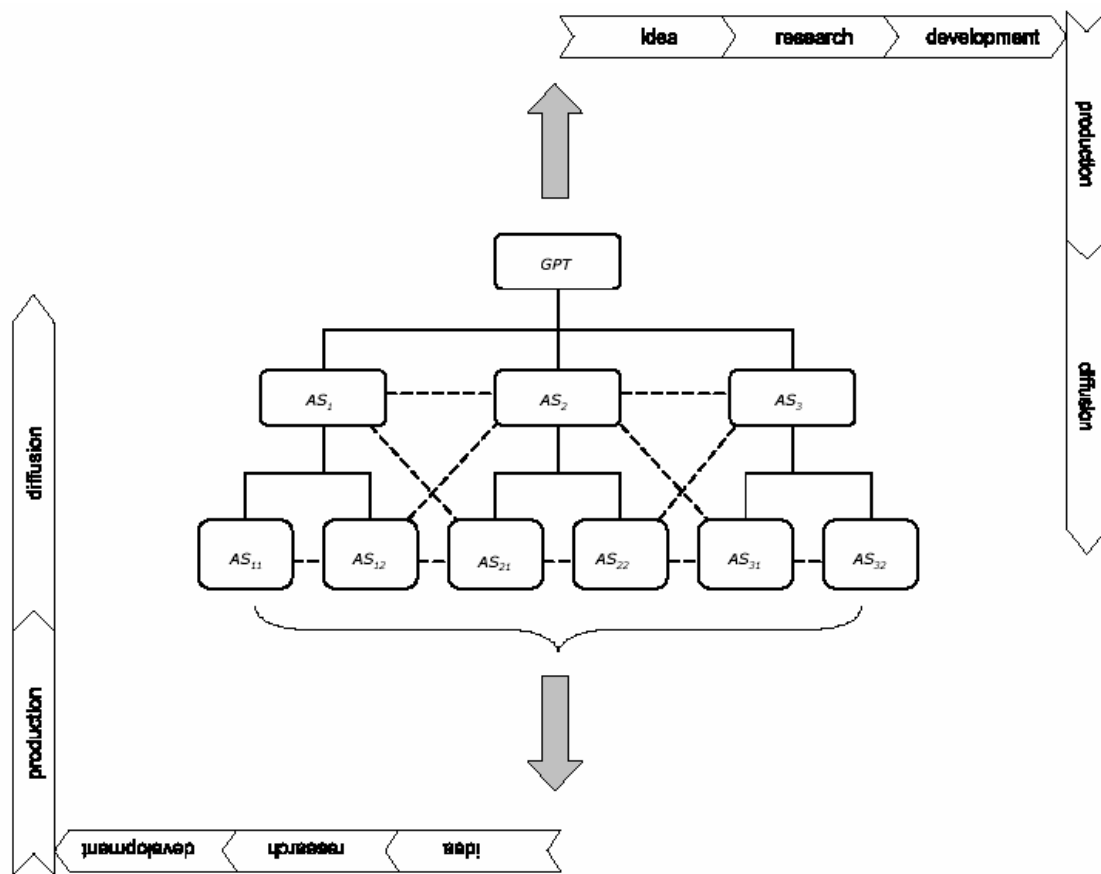 idea research development
production
diffusion
GPT
AS1 AS2 AS3
AS11 AS12 AS21 AS22 AS31 AS32
diffusion
production
idea
research
development